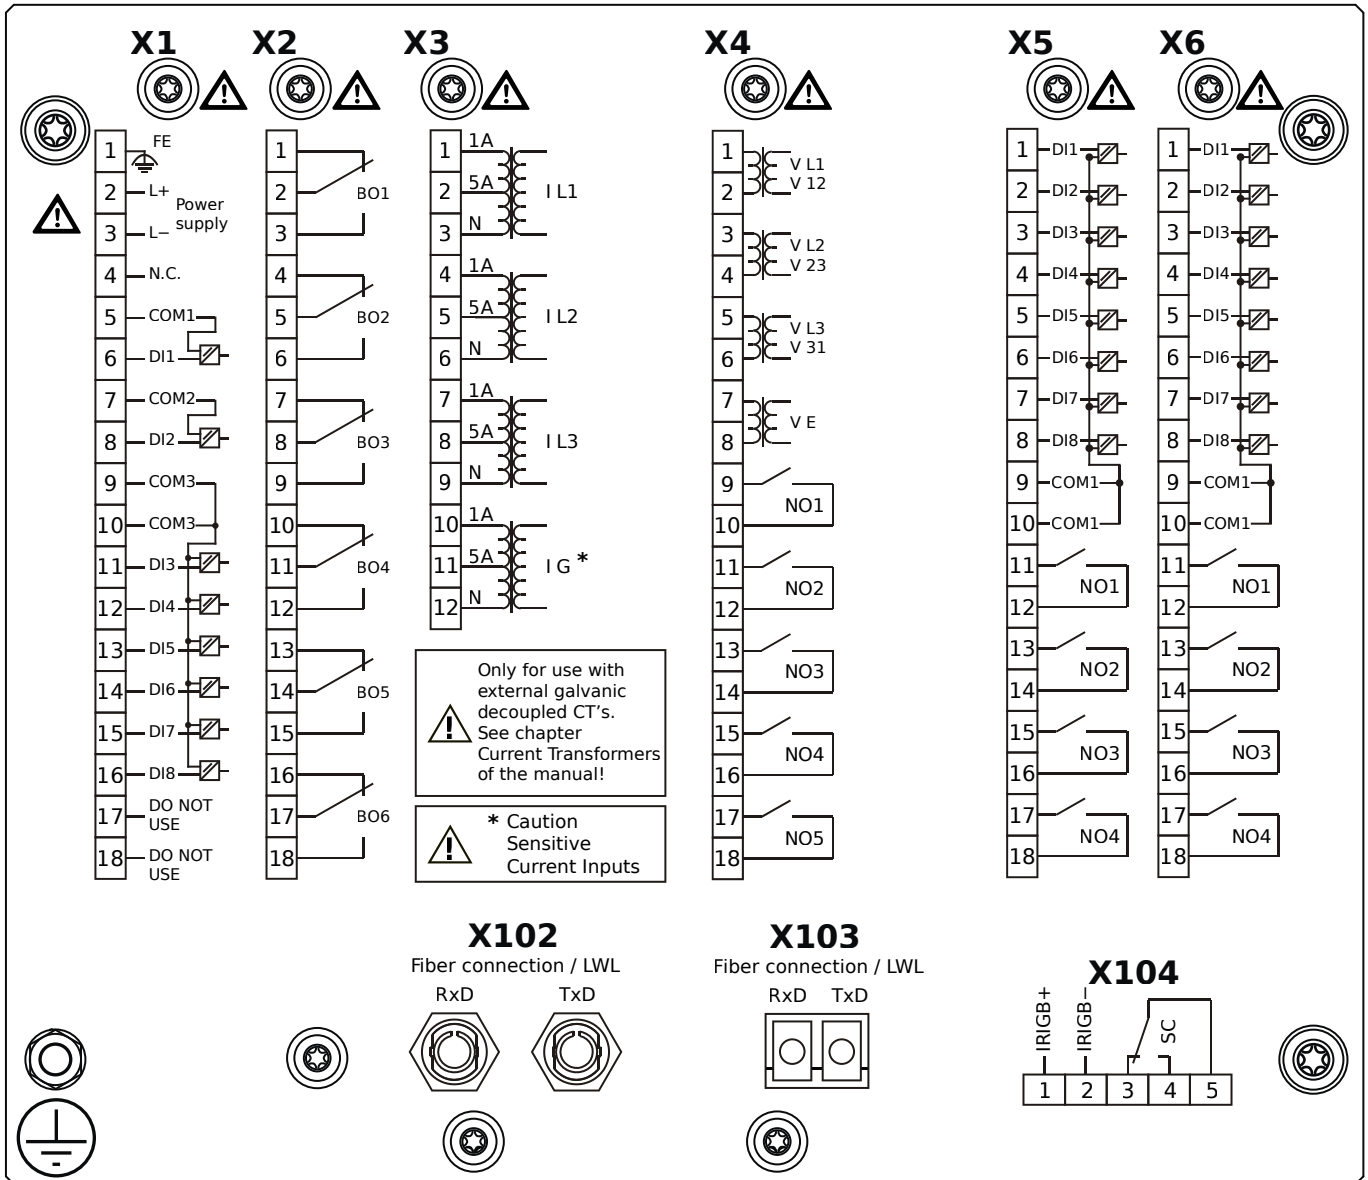 X1
X2
X3
X4
X5
X6
1 FE
2 L+
Power
supply
3 L−
4 N.C.
5 COM1
6 DI1
7 COM2
8 DI2
9 COM3
10 COM3
11 DI3
12 DI4
13 DI5
14 DI6
15 DI7
16 DI8
17 DO NOT
USE
18 DO NOT
USE
1
2 BO1
3
4
5 BO2
6
7
8 BO3
9
10
11 BO4
12
13
14 BO5
15
16
17 BO6
18
1 1A
2 5A I L1
3 N
4 1A
5 5A I L2
6 N
7 1A
8 5A I L3
9 N
10 1A
11 5A I G *
12 N
Only for use with
external galvanic
decoupled CT's.
See chapter
Current Transformers
of the manual!
* Caution
Sensitive
Current Inputs
1 V L1
2 V 12
3 V L2
4 V 23
5 V L3
6 V 31
7
V E
8
9
NO1
10
11
NO2
12
13
NO3
14
15
NO4
16
17
NO5
18
1 DI1
2 DI2
3 DI3
4 DI4
5 DI5
6 DI6
7 DI7
8 DI8
9 COM1
10 COM1
11
NO1
12
13
NO2
14
15
NO3
16
17
NO4
18
1 DI1
2 DI2
3 DI3
4 DI4
5 DI5
6 DI6
7 DI7
8 DI8
9 COM1
10 COM1
11
NO1
12
13
NO2
14
15
NO3
16
17
NO4
18
X102
Fiber connection / LWL
RxD TxD
X103
Fiber connection / LWL
RxD TxD
X104
IRIGB+
IRIGB−
SC
1 2 3 4 5